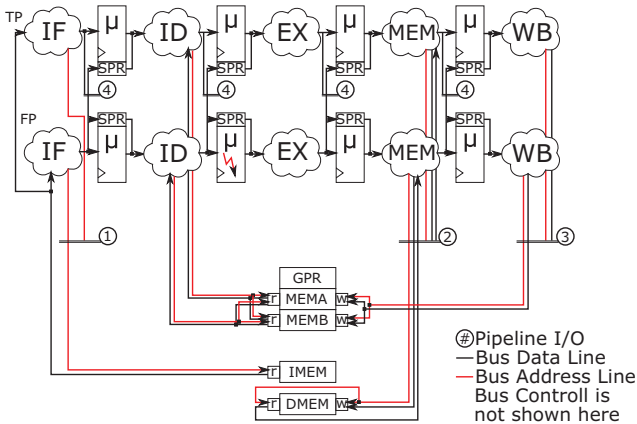 TP
IF μ ID μ EX μ MEM μ WB
SPR SPR SPR SPR
4 4 4 4
FP
SPR SPR SPR SPR
IF μ ID μ EX μ MEM μ WB
1 2 3
GPR
r MEMA w
r MEMB w
r IMEM
r DMEM w
# Pipeline I/O
Bus Data Line
Bus Address Line
Bus Controll is
not shown here